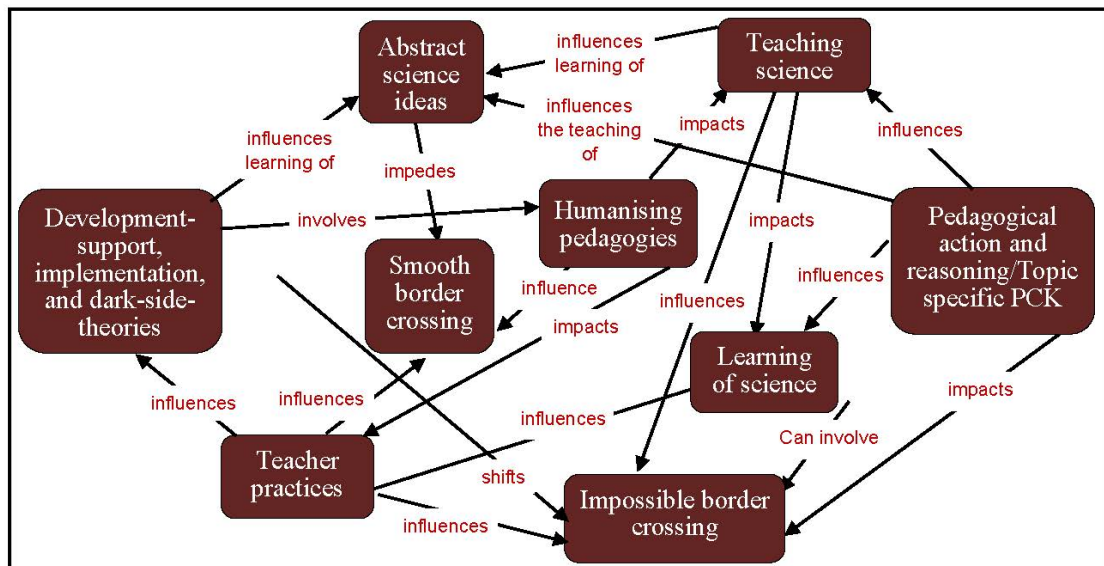 Abstract
science
ideas
influences
learning of
Teaching
science
influences
the teaching
of
impacts
influences
influences
learning of
impedes
Development-
support,
implementation,
and dark-side-
theories
involves
Humanising
pedagogies
impacts
Pedagogical
action and
reasoning/Topic
specific PCK
Smooth
border
crossing
influence
influences
influences
impacts
Learning
of science
influences
influences
influences
impacts
Can involve
Teacher
practices
shifts
influences
Impossible border
crossing